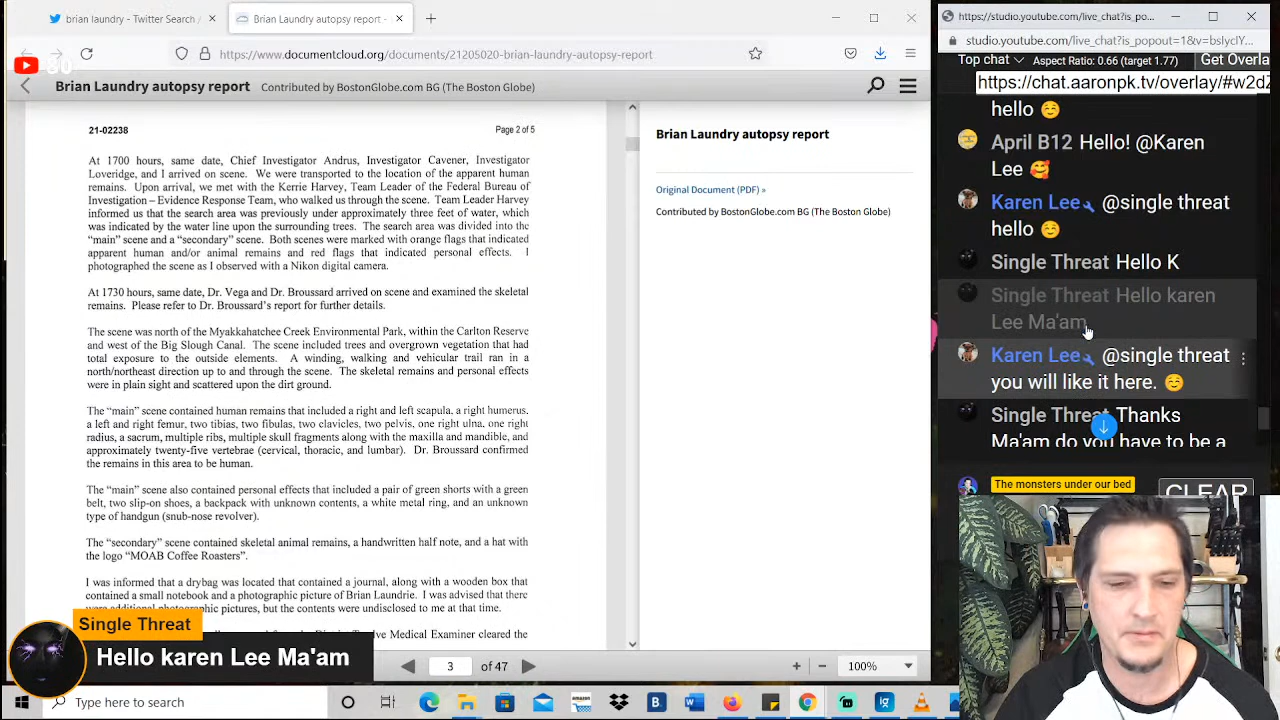 brian laundry - Twitter Search /
Brian Laundry autopsy report -
https://www.documentcloud.org/documents/21205020-brian-laundry-autopsy-report
80
Brian Laundry autopsy report
Contributed by BostonGlobe.com BG (The Boston Globe)
21-02238
Page 2 of 5
At 1700 hours, same date, Chief Investigator Andrus, Investigator Cavener, Investigator
Loveridge, and I arrived on scene. We were transported to the location of the apparent human
remains. Upon arrival, we met with the Kerrie Harvey, Team Leader of the Federal Bureau of
Investigation – Evidence Response Team, who walked us through the scene. Team Leader Harvey
informed us that the search area was previously under approximately three feet of water, which
was indicated by the water line upon the surrounding trees. The search area was divided into the
"main" scene and a "secondary" scene. Both scenes were marked with orange flags that indicated
apparent human and/or animal remains and red flags that indicated personal effects. I
photographed the scene as I observed with a Nikon digital camera.
At 1730 hours, same date, Dr. Vega and Dr. Broussard arrived on scene and examined the skeletal
remains. Please refer to Dr. Broussard's report for further details.
The scene was north of the Myakkahatchee Creek Environmental Park, within the Carlton Reserve
and west of the Big Slough Canal. The scene included trees and overgrown vegetation that had
total exposure to the outside elements. A winding, walking and vehicular trail ran in a
north/northeast direction up to and through the scene. The skeletal remains and personal effects
were in plain sight and scattered upon the dirt ground.
The "main" scene contained human remains that included a right and left scapula, a right humerus,
a left and right femur, two tibias, two fibulas, two clavicles, two pelvis, one right ulna, one right
radius, a sacrum, multiple ribs, multiple skull fragments along with the maxilla and mandible, and
approximately twenty-five vertebrae (cervical, thoracic, and lumbar). Dr. Broussard confirmed
the remains in this area to be human.
The "main" scene also contained personal effects that included a pair of green shorts with a green
belt, two slip-on shoes, a backpack with unknown contents, a white metal ring, and an unknown
type of handgun (snub-nose revolver).
The "secondary" scene contained skeletal animal remains, a handwritten half note, and a hat with
the logo "MOAB Coffee Roasters".
I was informed that a drybag was located that contained a journal, along with a wooden box that
contained a small notebook and a photographic picture of Brian Laundrie. I was advised that there
were additional photographic pictures, but the contents were undisclosed to me at that time.
Medical Examiner cleared the
Brian Laundry autopsy report
Original Document (PDF) »
Contributed by BostonGlobe.com BG (The Boston Globe)
3 of 47
100%
Single Threat
Hello karen Lee Ma'am
Type here to search
https://studio.youtube.com/live_chat?is_po...
studio.youtube.com/live_chat?is_popout=1&v=bslyclY...
Top chat
Aspect Ratio: 0.66 (target 1.77)
Get Overla
https://chat.aaronpk.tv/overlay/#w2dZ
hello ☺️
April B12 Hello! @Karen
Lee 🥰
Karen Lee @single threat
hello ☺️
Single Threat Hello K
Single Threat Hello karen
Lee Ma'am
Karen Lee @single threat
you will like it here. ☺️
Single Threat Thanks
Ma'am do you have to be a
The monsters under our bed
CLEAR